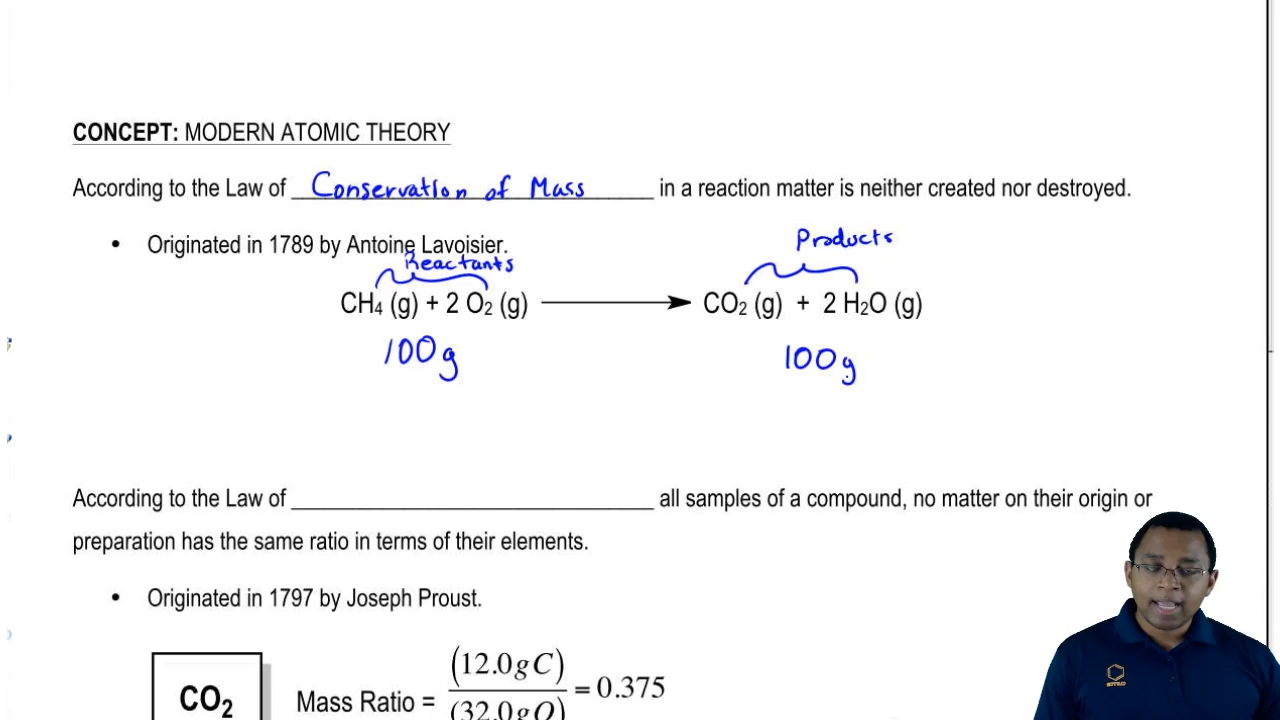 CONCEPT: MODERN ATOMIC THEORY
According to the Law of Conservation of Mass in a reaction matter is neither created nor destroyed.
• Originated in 1789 by Antoine Lavoisier.
Products
Reactants
CH₄ (g) + 2 O₂ (g) → CO₂ (g) + 2 H₂O (g)
100g 100g
According to the Law of ______________________________ all samples of a compound, no matter on their origin or
preparation has the same ratio in terms of their elements.
• Originated in 1797 by Joseph Proust.
CO₂ Mass Ratio = (12.0gC) / (32.0gO) = 0.375